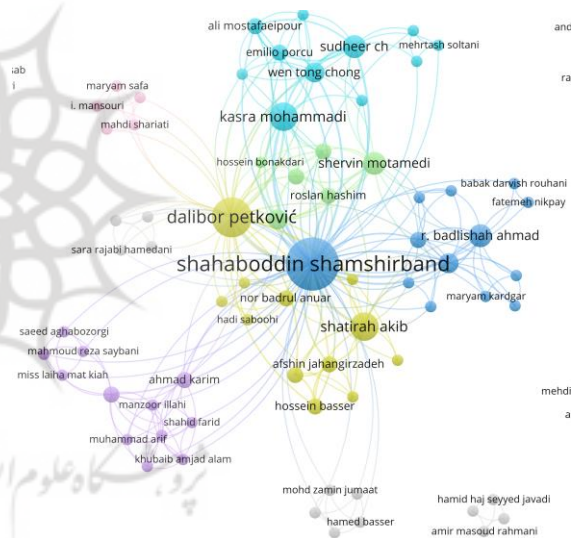 ali mostafaeipour
and
sudheer ch
mehrtash soltani
emilio porcu
wen tong chong
ra
maryam safa
i. mansouri
mahdi shariati
kasra mohammadi
hossein bonakdari
shervin motamedi
roslan hashim
babak darvish rouhani
fatemeh nikpay
dalibor petković
r. badlishah ahmad
sara rajabi hamedani
shahaboddin shamshirband
nor badrul anuar
maryam kardgar
hadi saboohi
shatirah akib
saeed aghabozorgi
mahmoud reza saybani
miss laiha mat kiah
ahmad karim
afshin jahangirzadeh
mehdi
manzoor illahi
hossein basser
a
shahid farid
muhammad arif
khubaib amjad alam
mohd zamin jumaat
hamed basser
hamid haj seyyed javadi
amir masoud rahmani